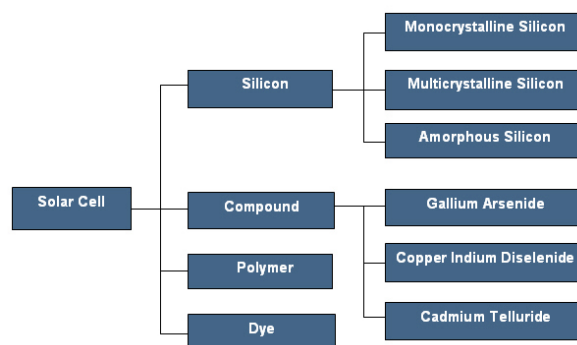 Solar Cell
Silicon
Monocrystalline Silicon
Multicrystalline Silicon
Amorphous Silicon
Compound
Gallium Arsenide
Copper Indium Diselenide
Cadmium Telluride
Polymer
Dye